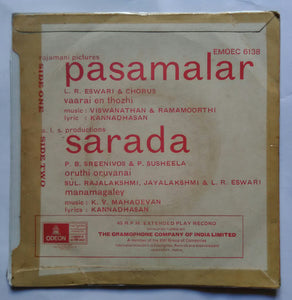 EMOEC 6138
SIDE ONE
rajamani pictures
pasamalar
L. R. ESWARI & CHORUS
vaarai en thozhi
music : VISWANATHAN & RAMAMOORTHI
lyrics : KANNADHASAN
SIDE TWO
a. l. s. productions
sarada
P. B. SREENIVOS & P. SUSHEELA
oruthi oruvanai
SUL. RAJALAKSHMI, JAYALAKSHMI & L. R. ESWARI
manamagaley
music : K. V. MAHADEVAN
lyrics : KANNADHASAN
45 R.P.M. EXTENDED PLAY RECORD
THE GRAMOPHONE COMPANY OF INDIA LIMITED
ODEON